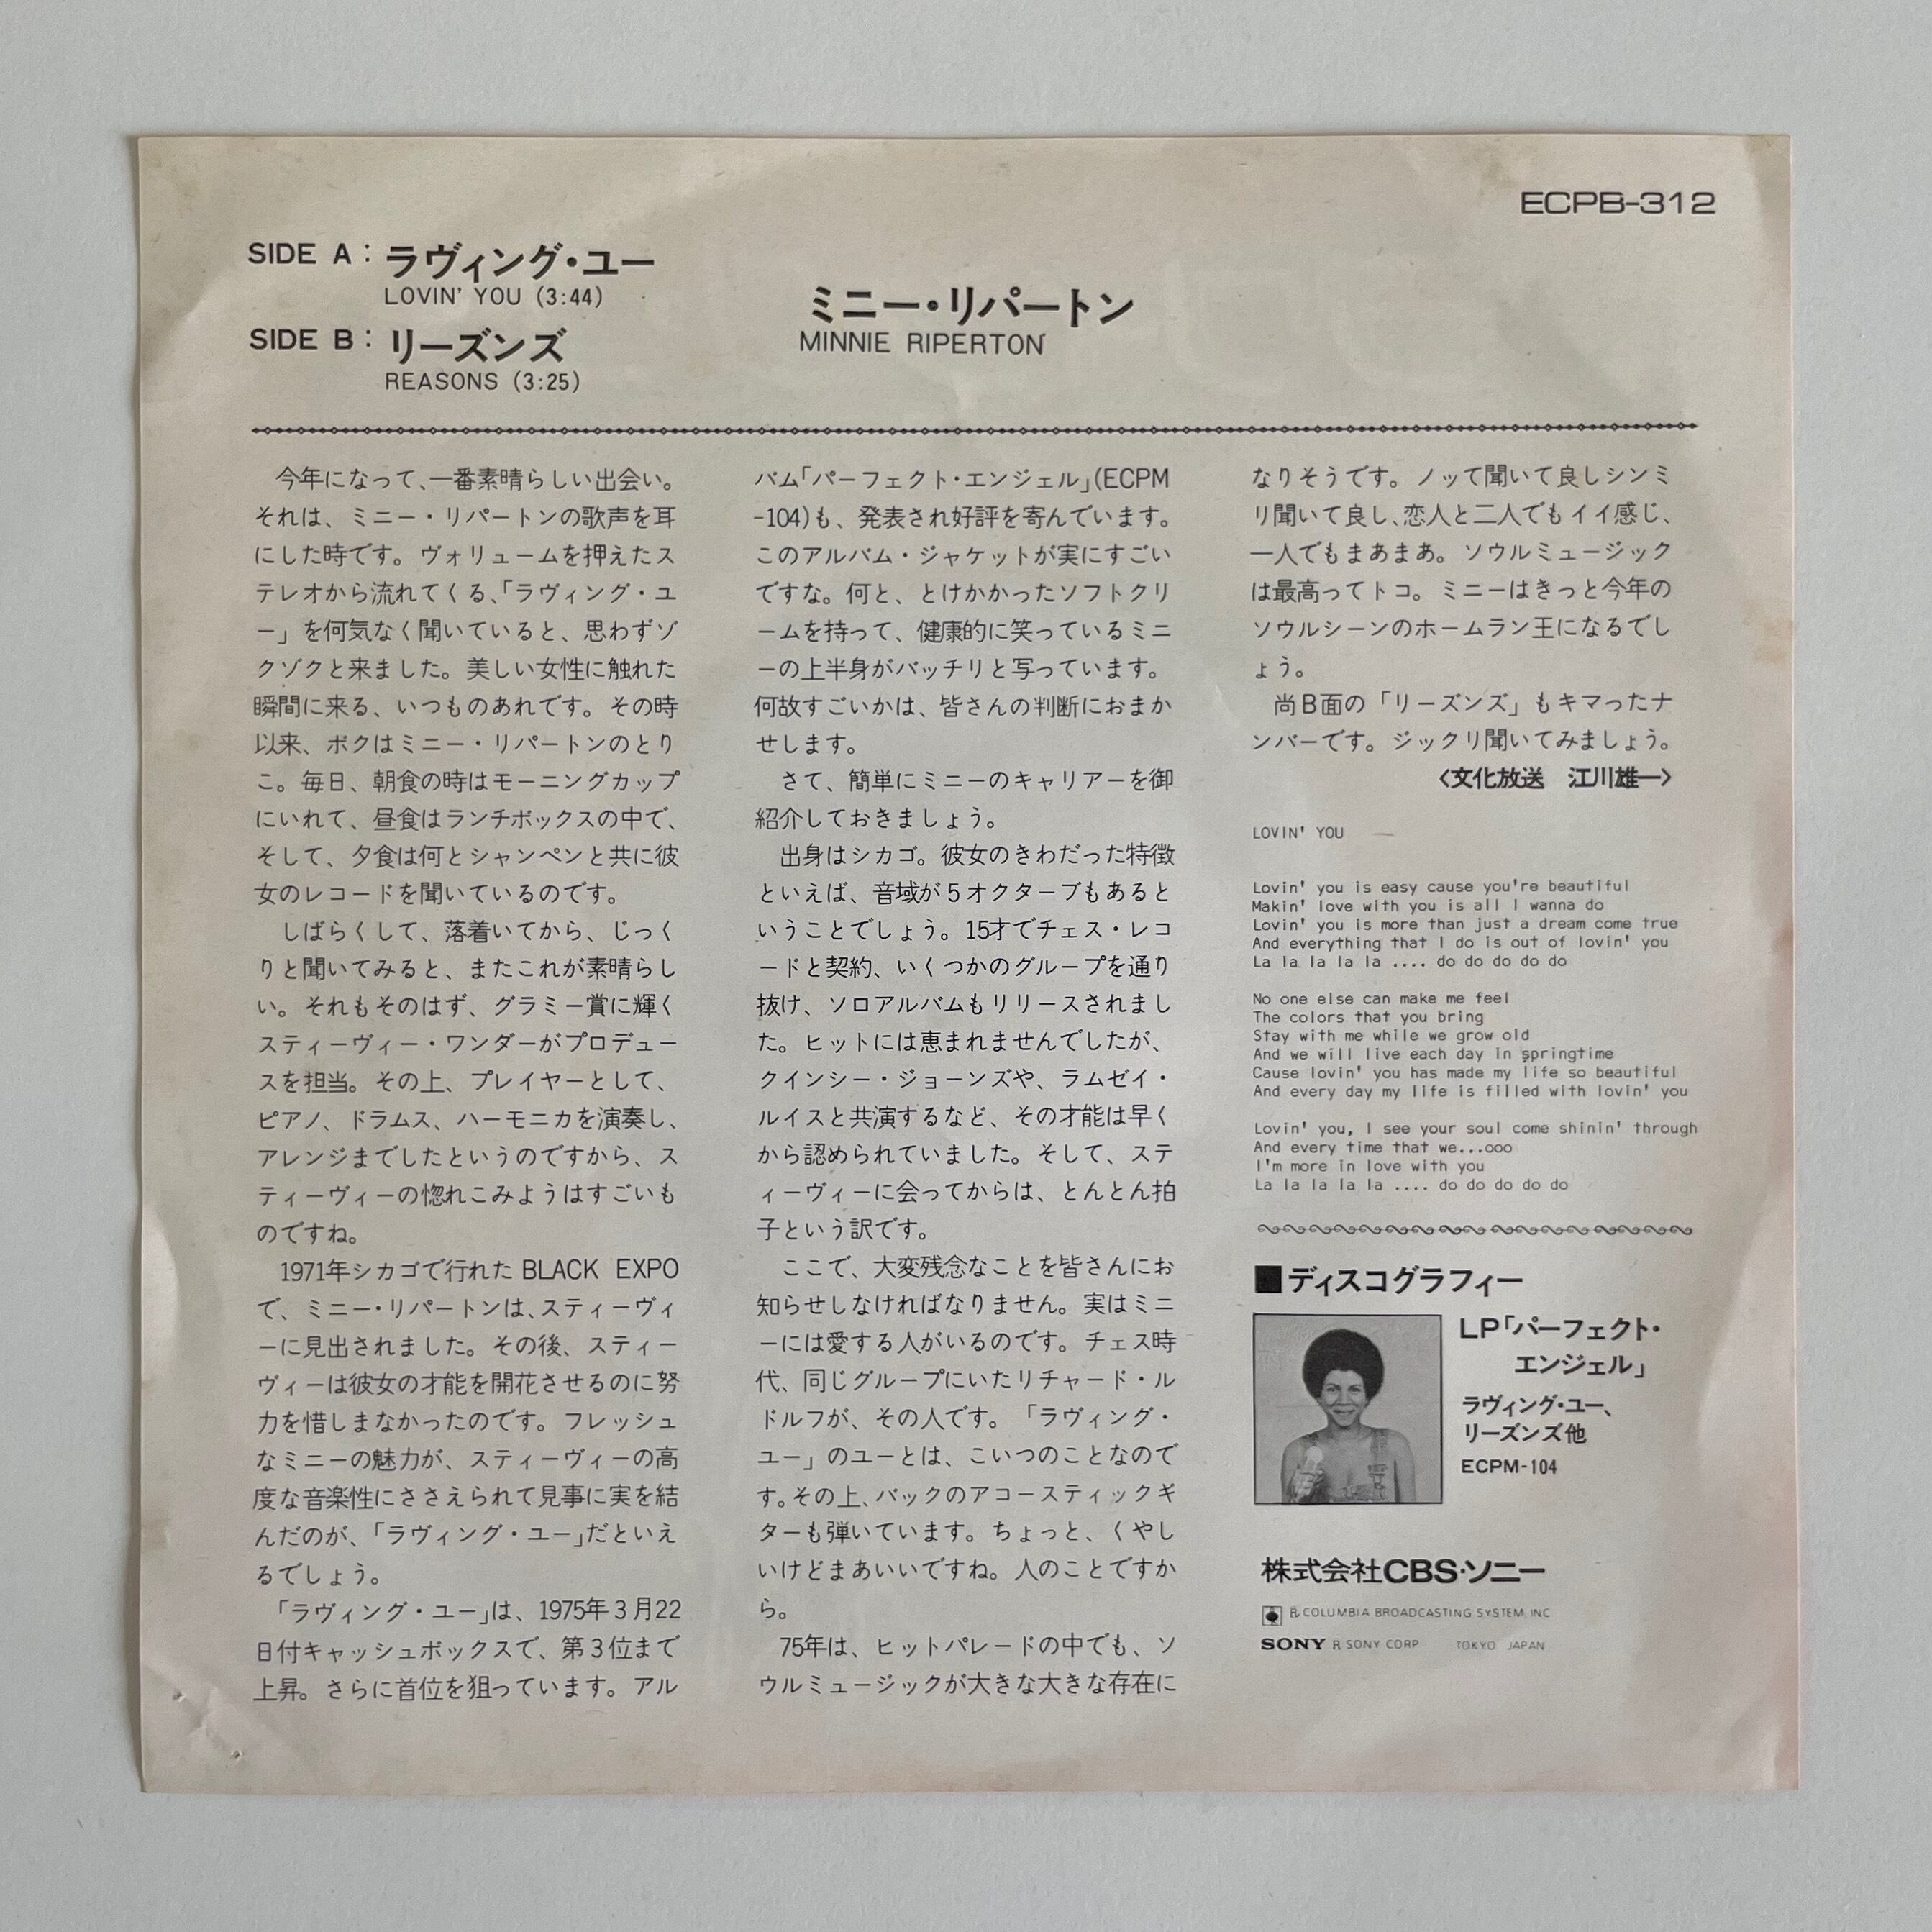 ECPB-312
SIDE A: ラヴィング・ユー
LOVIN' YOU (3:44)
SIDE B: リーズンズ
REASONS (3:25)
ミニー・リパートン
MINNIE RIPERTON
今年になって、一番素晴らしい出会い。
それは、ミニー・リパートンの歌声を耳
にした時です。ヴォリュームを押えたス
テレオから流れてくる、「ラヴィング・ユ
ー」を何気なく聞いていると、思わずゾ
クゾクと来ました。美しい女性に触れた
瞬間に来る、いつものあれです。その時
以来、ボクはミニー・リパートンのとり
こ。毎日、朝食の時はモーニングカップ
にいれて、昼食はランチボックスの中で、
そして、夕食は何とシャンペンと共に彼
女のレコードを聞いているのです。
しばらくして、落着いてから、じっく
りと聞いてみると、またこれが素晴らし
い。それもそのはず、グラミー賞に輝く
スティーヴィー・ワンダーがプロデュー
スを担当。その上、プレイヤーとして、
ピアノ、ドラムス、ハーモニカを演奏し、
アレンジまでしたというのですから、ス
ティーヴィーの惚れこみようはすごいも
のですね。
1971年シカゴで行れた BLACK EXPO
で、ミニー・リパートンは、スティーヴィ
ーに見出されました。その後、スティー
ヴィーは彼女の才能を開花させるのに努
力を惜しまなかったのです。フレッシュ
なミニーの魅力が、スティーヴィーの高
度な音楽性にささえられて見事に実を結
んだのが、「ラヴィング・ユー」だといえ
るでしょう。
「ラヴィング・ユー」は、1975年3月22
日付キャッシュボックスで、第3位まで
上昇。さらに首位を狙っています。アル
バム「パーフェクト・エンジェル」(ECPM
-104)も、発表され好評を寄んでいます。
このアルバム・ジャケットが実にすごい
ですな。何と、とけかかったソフトクリ
ームを持って、健康的に笑っているミニ
ーの上半身がバッチリと写っています。
何故すごいかは、皆さんの判断におまか
せします。
さて、簡単にミニーのキャリアーを御
紹介しておきましょう。
出身はシカゴ。彼女のきわだった特徴
といえば、音域が5オクターブもあると
いうことでしょう。15才でチェス・レコ
ードと契約、いくつかのグループを通り
抜け、ソロアルバムもリリースされまし
た。ヒットには恵まれませんでしたが、
クインシー・ジョーンズや、ラムゼイ・
ルイスと共演するなど、その才能は早く
から認められていました。そして、ステ
ィーヴィーに会ってからは、とんとん拍
子という訳です。
ここで、大変残念なことを皆さんにお
知らせしなければなりません。実はミニ
ーには愛する人がいるのです。チェス時
代、同じグループにいたリチャード・ル
ドルフが、その人です。「ラヴィング・
ユー」のユーとは、こいつのことなので
す。その上、バックのアコースティックギ
ターも弾いています。ちょっと、くやし
いけどまあいいですね。人のことですか
ら。
75年は、ヒットパレードの中でも、ソ
ウルミュージックが大きな大きな存在に
なりそうです。ノッて聞いて良しシンミ
リ聞いて良し、恋人と二人でもイイ感じ、
一人でもまあまあ。ソウルミュージック
は最高ってトコ。ミニーはきっと今年の
ソウルシーンのホームラン王になるでし
ょう。
尚B面の「リーズンズ」もキマったナ
ンバーです。ジックリ聞いてみましょう。
<文化放送 江川雄一>
LOVIN' YOU
Lovin' you is easy cause you're beautiful
Makin' love with you is all I wanna do
Lovin' you is more than just a dream come true
And everything that I do is out of lovin' you
La la la la la .... do do do do do
No one else can make me feel
The colors that you bring
Stay with me while we grow old
And we will live each day in springtime
Cause lovin' you has made my life so beautiful
And every day my life is filled with lovin' you
Lovin' you, I see your soul come shinin' through
And every time that we...ooo
I'm more in love with you
La la la la la .... do do do do do
■ディスコグラフィー
LP「パーフェクト・
エンジェル」
ラヴィング・ユー、
リーズンズ他
ECPM-104
株式会社CBS・ソニー
COLUMBIA BROADCASTING SYSTEM, INC
SONY SONY CORP TOKYO JAPAN